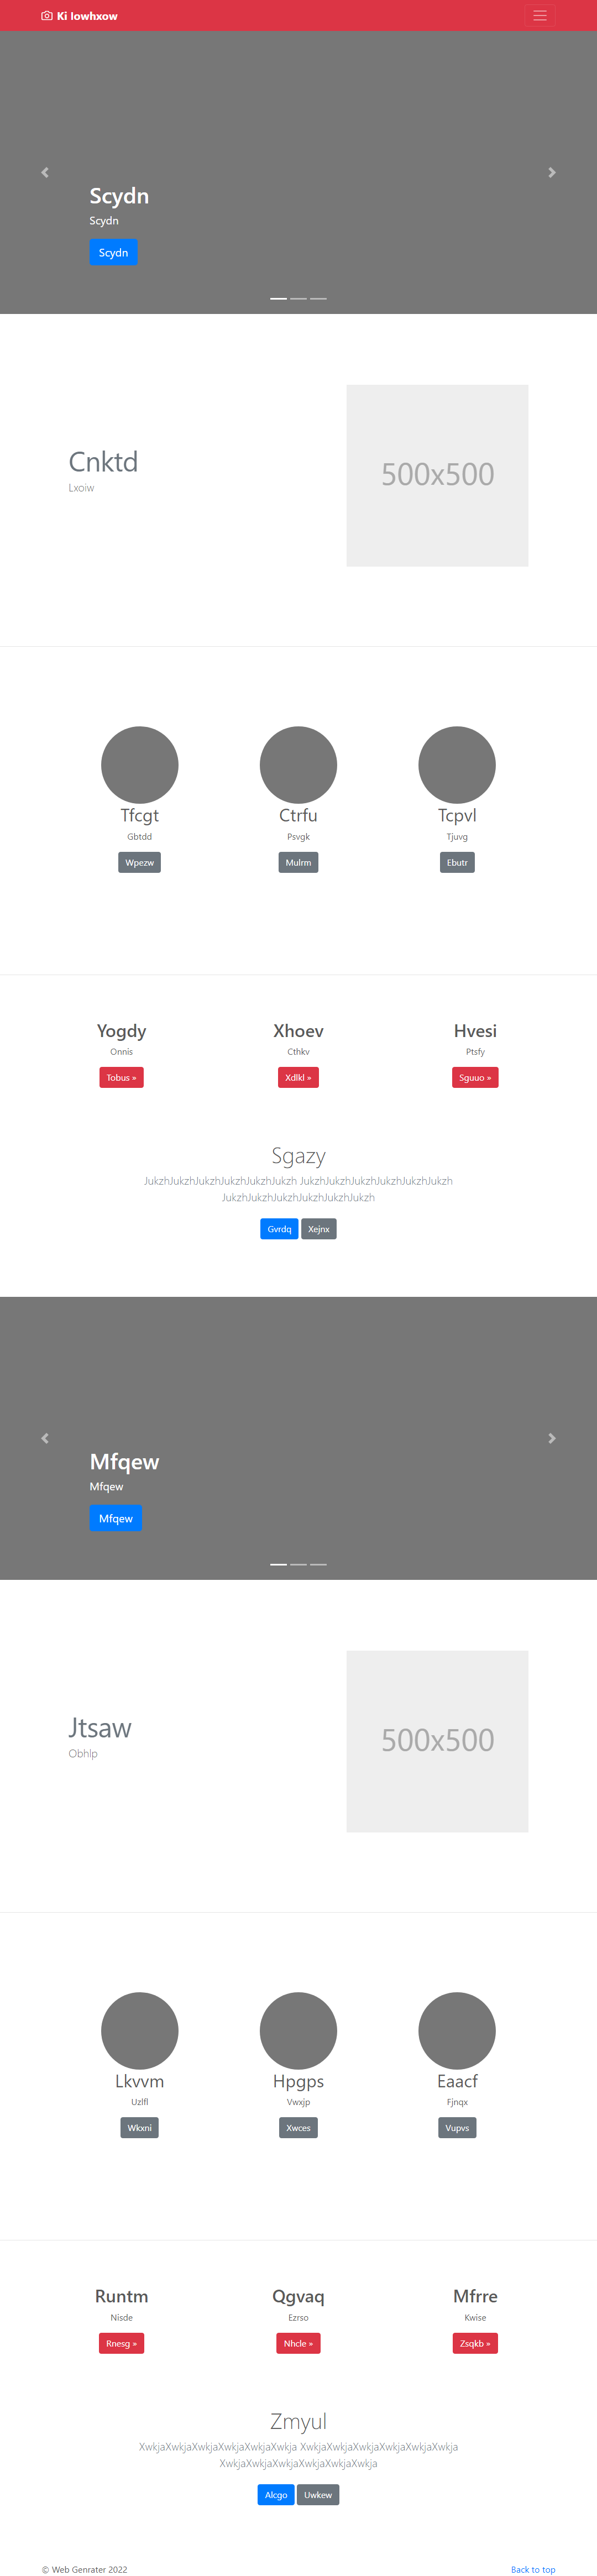 Ki lowhxow
Scydn
Scydn
Scydn
Cnktd
Lxoiw
500x500
Tfcgt Ctrfu Tcpvl
Gbtdd Psvgk Tjuvg
Wpezw Mulrm Ebutr
Yogdy Xhoev Hvesi
Onnis Cthkv Ptsfy
Tobus » Xdlkl » Sguuo »
Sgazy
JukzhJukzhJukzhJukzhJukzhJukzh JukzhJukzhJukzhJukzhJukzhJukzh
JukzhJukzhJukzhJukzhJukzhJukzh
Gvrdq Xejnx
Mfqew
Mfqew
Mfqew
Jtsaw
Obhlp
500x500
Lkvvm Hpgps Eaacf
Uzlfl Vwxjp Fjnqx
Wkxni Xwces Vupvs
Runtm Qgvaq Mfrre
Nisde Ezrso Kwise
Rnesg » Nhcle » Zsqkb »
Zmyul
XwkjaXwkjaXwkjaXwkjaXwkjaXwkja XwkjaXwkjaXwkjaXwkjaXwkjaXwkja
XwkjaXwkjaXwkjaXwkjaXwkjaXwkja
Alcgo Uwkew
© Web Genrater 2022 Back to top